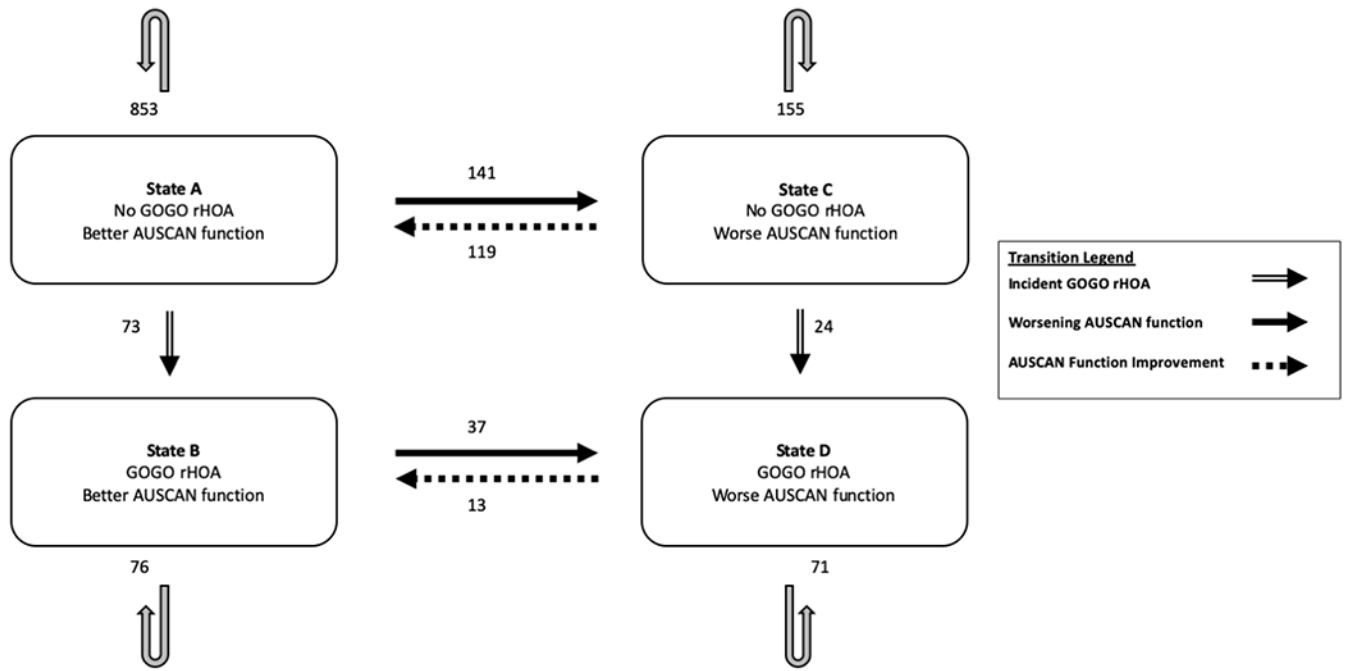 853
155
State A
No GOGO rHOA
Better AUSCAN function
141
119
State C
No GOGO rHOA
Worse AUSCAN function
Transition Legend
Incident GOGO rHOA
Worsening AUSCAN function
AUSCAN Function Improvement
73
24
State B
GOGO rHOA
Better AUSCAN function
37
13
State D
GOGO rHOA
Worse AUSCAN function
76
71